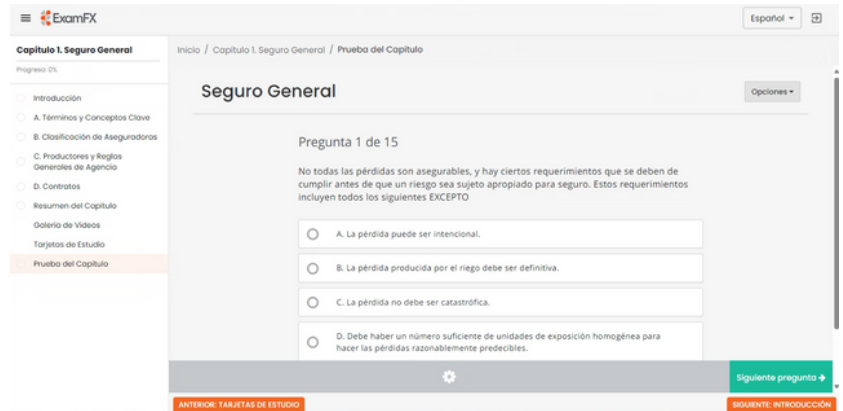 ExamFX
Español
Capítulo 1. Seguro General
Progreso: 0%
Introducción
A. Términos y Conceptos Clave
B. Clasificación de Aseguradoras
C. Productores y Reglas
Generales de Agencia
D. Contratos
Resumen del Capítulo
Galería de Videos
Tarjetas de Estudio
Prueba del Capítulo
Inicio / Capítulo 1. Seguro General / Prueba del Capítulo
Seguro General
Opciones
Pregunta 1 de 15
No todas las pérdidas son asegurables, y hay ciertos requerimientos que se deben de
cumplir antes de que un riesgo sea sujeto apropiado para seguro. Estos requerimientos
incluyen todos los siguientes EXCEPTO
A. La pérdida puede ser intencional.
B. La pérdida producida por el riego debe ser definitiva.
C. La pérdida no debe ser catastrófica.
D. Debe haber un número suficiente de unidades de exposición homogénea para
hacer las pérdidas razonablemente predecibles.
Siguiente pregunta →
ANTERIOR: TARJETAS DE ESTUDIO
SIGUIENTE: INTRODUCCIÓN